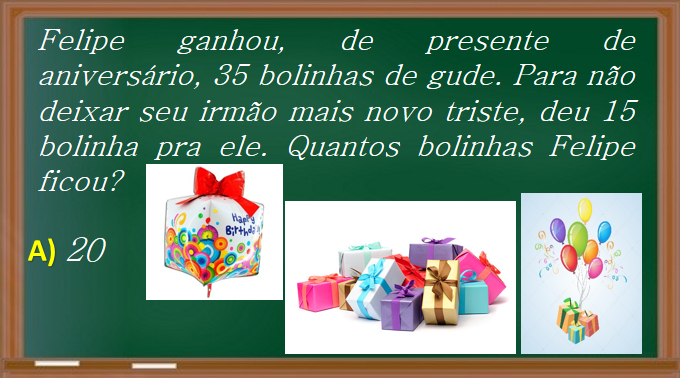 Felipe ganhou, de presente de
aniversário, 35 bolinhas de gude. Para não
deixar seu irmão mais novo triste, deu 15
bolinha pra ele. Quantos bolinhas Felipe
ficou?
Happy
Birthday
A) 20